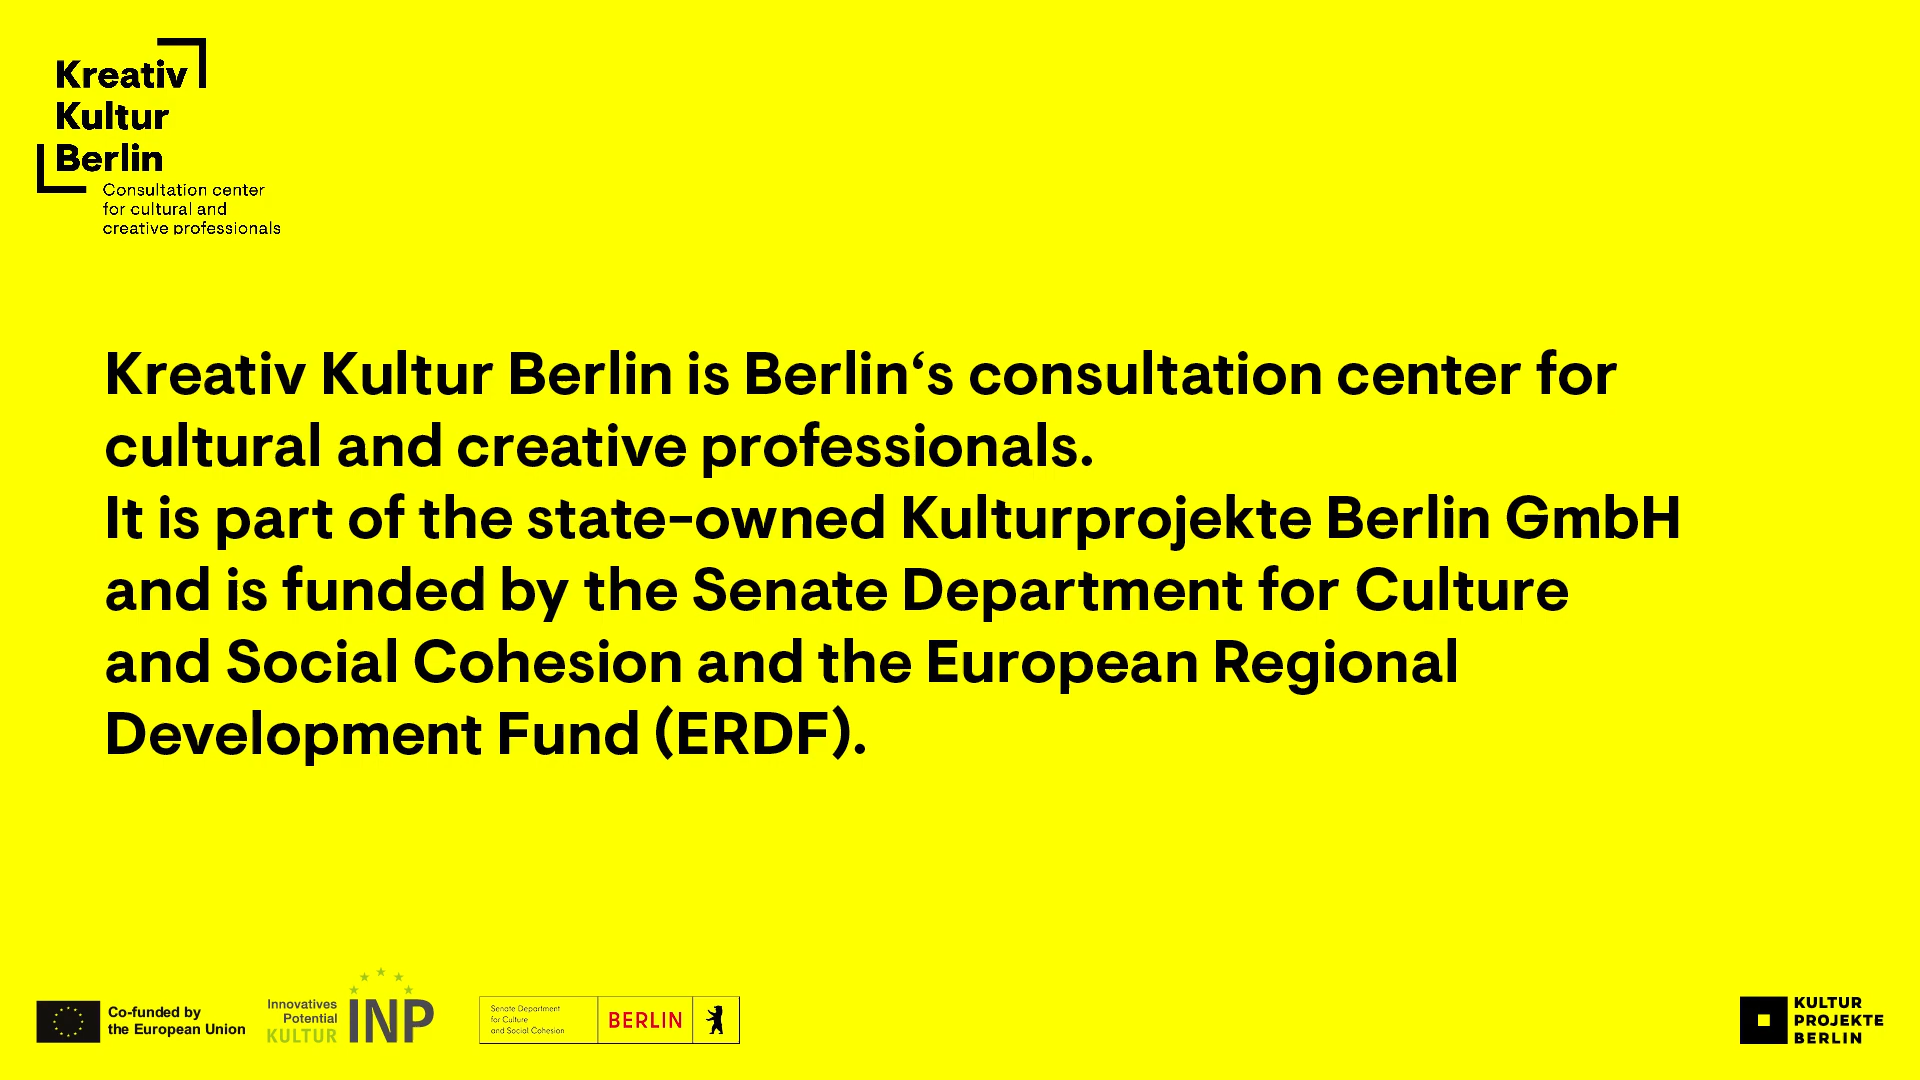 Kreativ
Kultur
Berlin
Consultation center
for cultural and
creative professionals
Kreativ Kultur Berlin is Berlin‘s consultation center for
cultural and creative professionals.
It is part of the state-owned Kulturprojekte Berlin GmbH
and is funded by the Senate Department for Culture
and Social Cohesion and the European Regional
Development Fund (ERDF).
Co-funded by
the European Union
Innovatives
Potential
KULTUR
INP
Senate Department
for Culture
and Social Cohesion
BERLIN
KULTUR
PROJEKTE
BERLIN